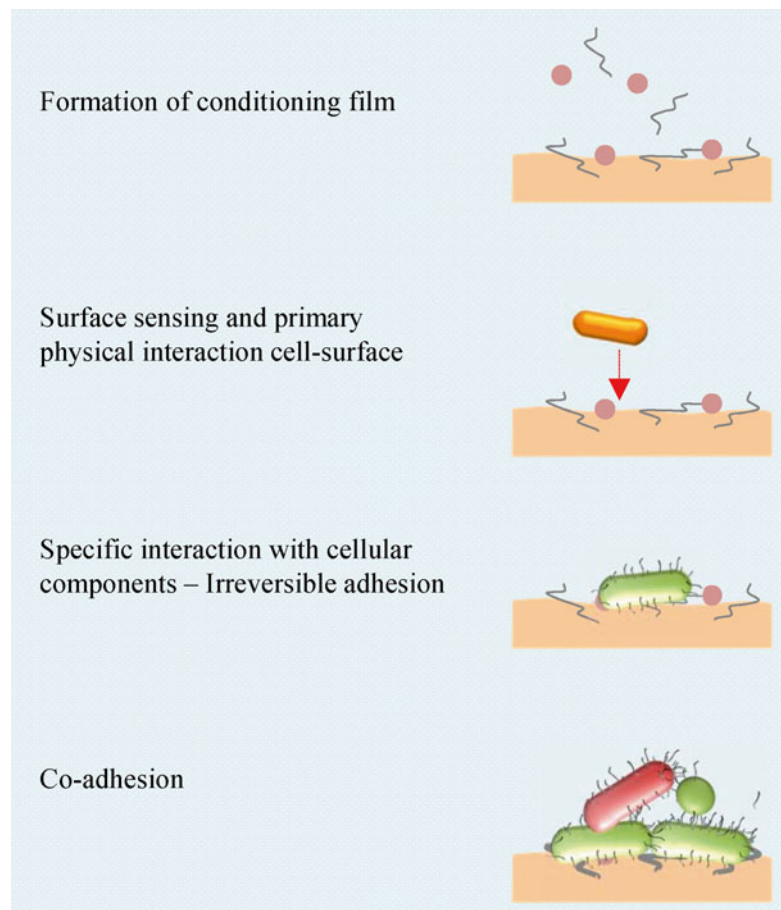 Formation of conditioning film
Surface sensing and primary
physical interaction cell-surface
Specific interaction with cellular
components – Irreversible adhesion
Co-adhesion